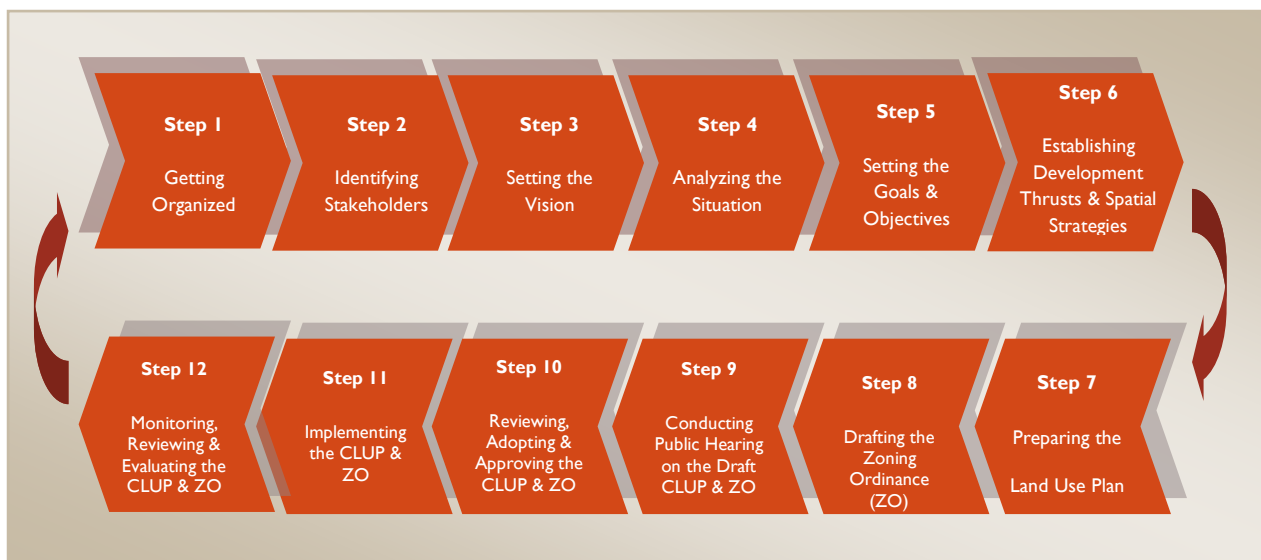 Step 1
Getting
Organized
Step 2
Identifying
Stakeholders
Step 3
Setting the
Vision
Step 4
Analyzing the
Situation
Step 5
Setting the
Goals &
Objectives
Step 6
Establishing
Development
Thrusts & Spatial
Strategies
Step 7
Preparing the
Land Use Plan
Step 8
Drafting the
Zoning
Ordinance
(ZO)
Step 9
Conducting
Public Hearing
on the Draft
CLUP & ZO
Step 10
Reviewing,
Adopting &
Approving the
CLUP & ZO
Step 11
Implementing
the CLUP &
ZO
Step 12
Monitoring,
Reviewing &
Evaluating the
CLUP & ZO